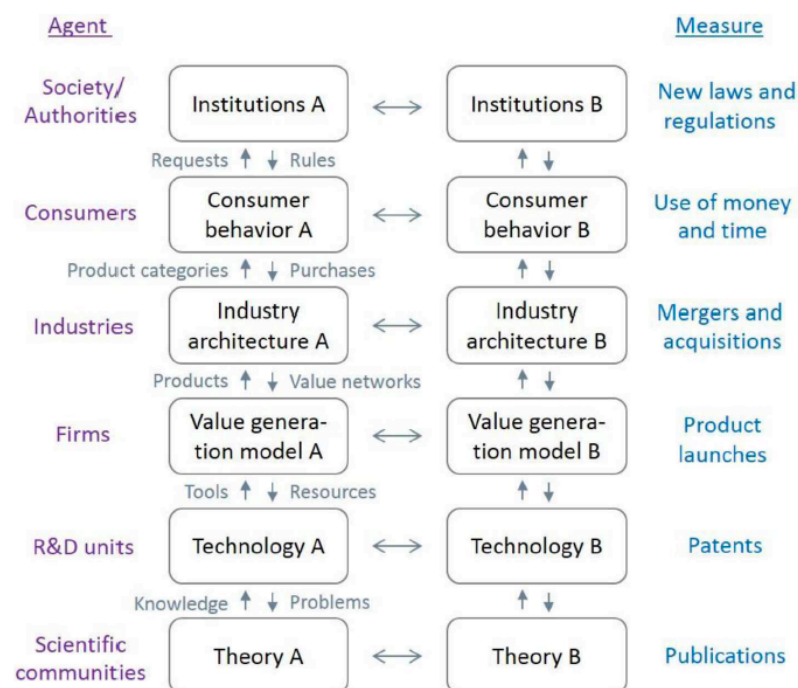 Agent
Measure
Society/
Authorities
Institutions A
Institutions B
New laws and
regulations
Requests
Rules
Consumers
Consumer
behavior A
Consumer
behavior B
Use of money
and time
Product categories
Purchases
Industries
Industry
architecture A
Industry
architecture B
Mergers and
acquisitions
Products
Value networks
Firms
Value genera-
tion model A
Value genera-
tion model B
Product
launches
Tools
Resources
R&D units
Technology A
Technology B
Patents
Knowledge
Problems
Scientific
communities
Theory A
Theory B
Publications